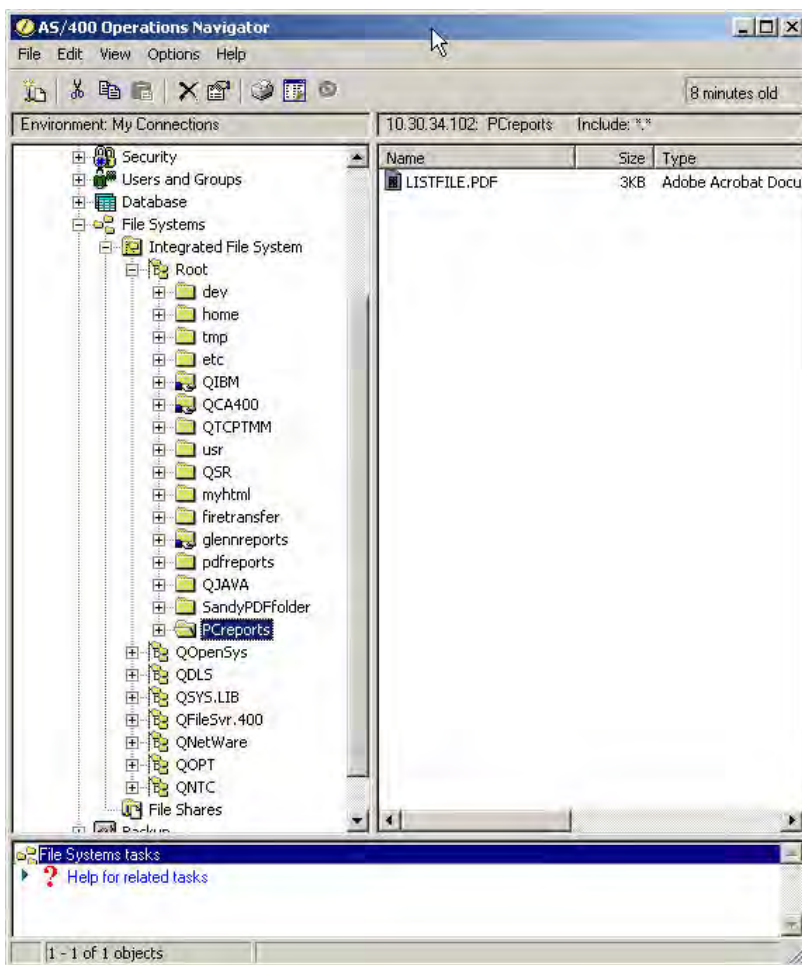 AS/400 Operations Navigator
File Edit View Options Help
8 minutes old
Environment: My Connections
10.30.34.102: PCreports Include: *.*
Security
Users and Groups
Database
File Systems
Integrated File System
Root
dev
home
tmp
etc
QIBM
QCA400
QTCPTMM
usr
QSR
myhtml
firetransfer
glennreports
pdfreports
QJAVA
SandyPDFfolder
PCreports
QOpenSys
QDLS
QSYS.LIB
QFileSvr.400
QNetWare
QOPT
QNTC
File Shares
Backup
Name Size Type
LISTFILE.PDF 3KB Adobe Acrobat Docu
File Systems tasks
? Help for related tasks
1 - 1 of 1 objects